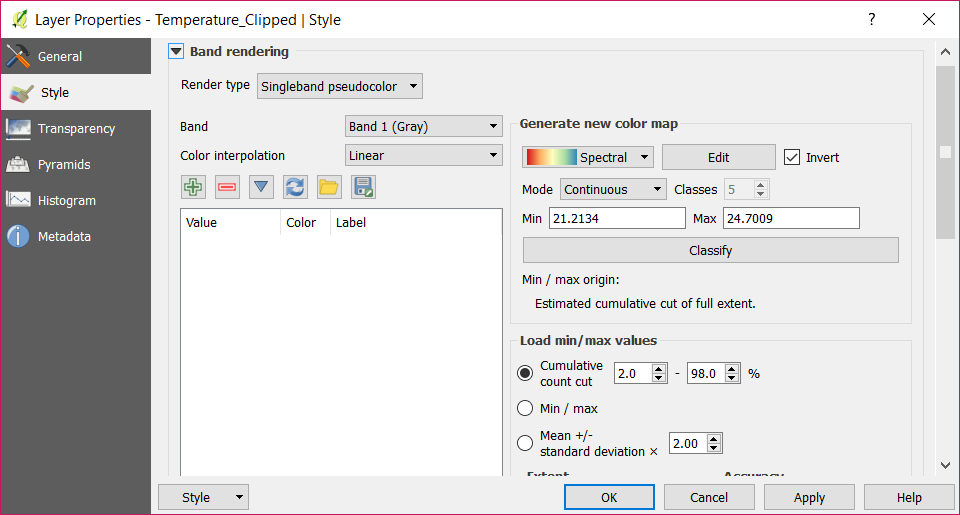 Layer Properties - Temperature_Clipped | Style
?
General
Style
Transparency
Pyramids
Histogram
Metadata
Band rendering
Render type Singleband pseudocolor
Band Band 1 (Gray)
Color interpolation Linear
Value Color Label
Generate new color map
Spectral Edit Invert
Mode Continuous Classes 5
Min 21.2134 Max 24.7009
Classify
Min / max origin:
Estimated cumulative cut of full extent.
Load min/max values
Cumulative
count cut 2.0 - 98.0 %
Min / max
Mean +/-
standard deviation × 2.00
Extent Accuracy
Style OK Cancel Apply Help